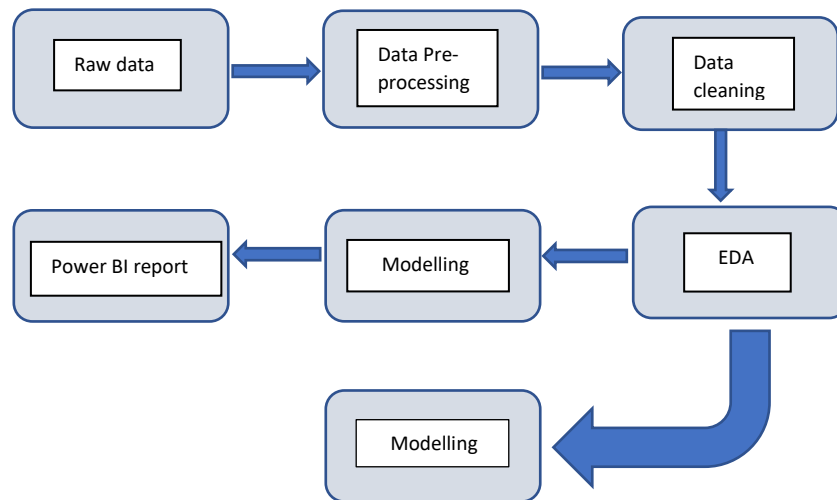 Raw data
Data Pre-
processing
Data
cleaning
Power BI report
Modelling
EDA
Modelling